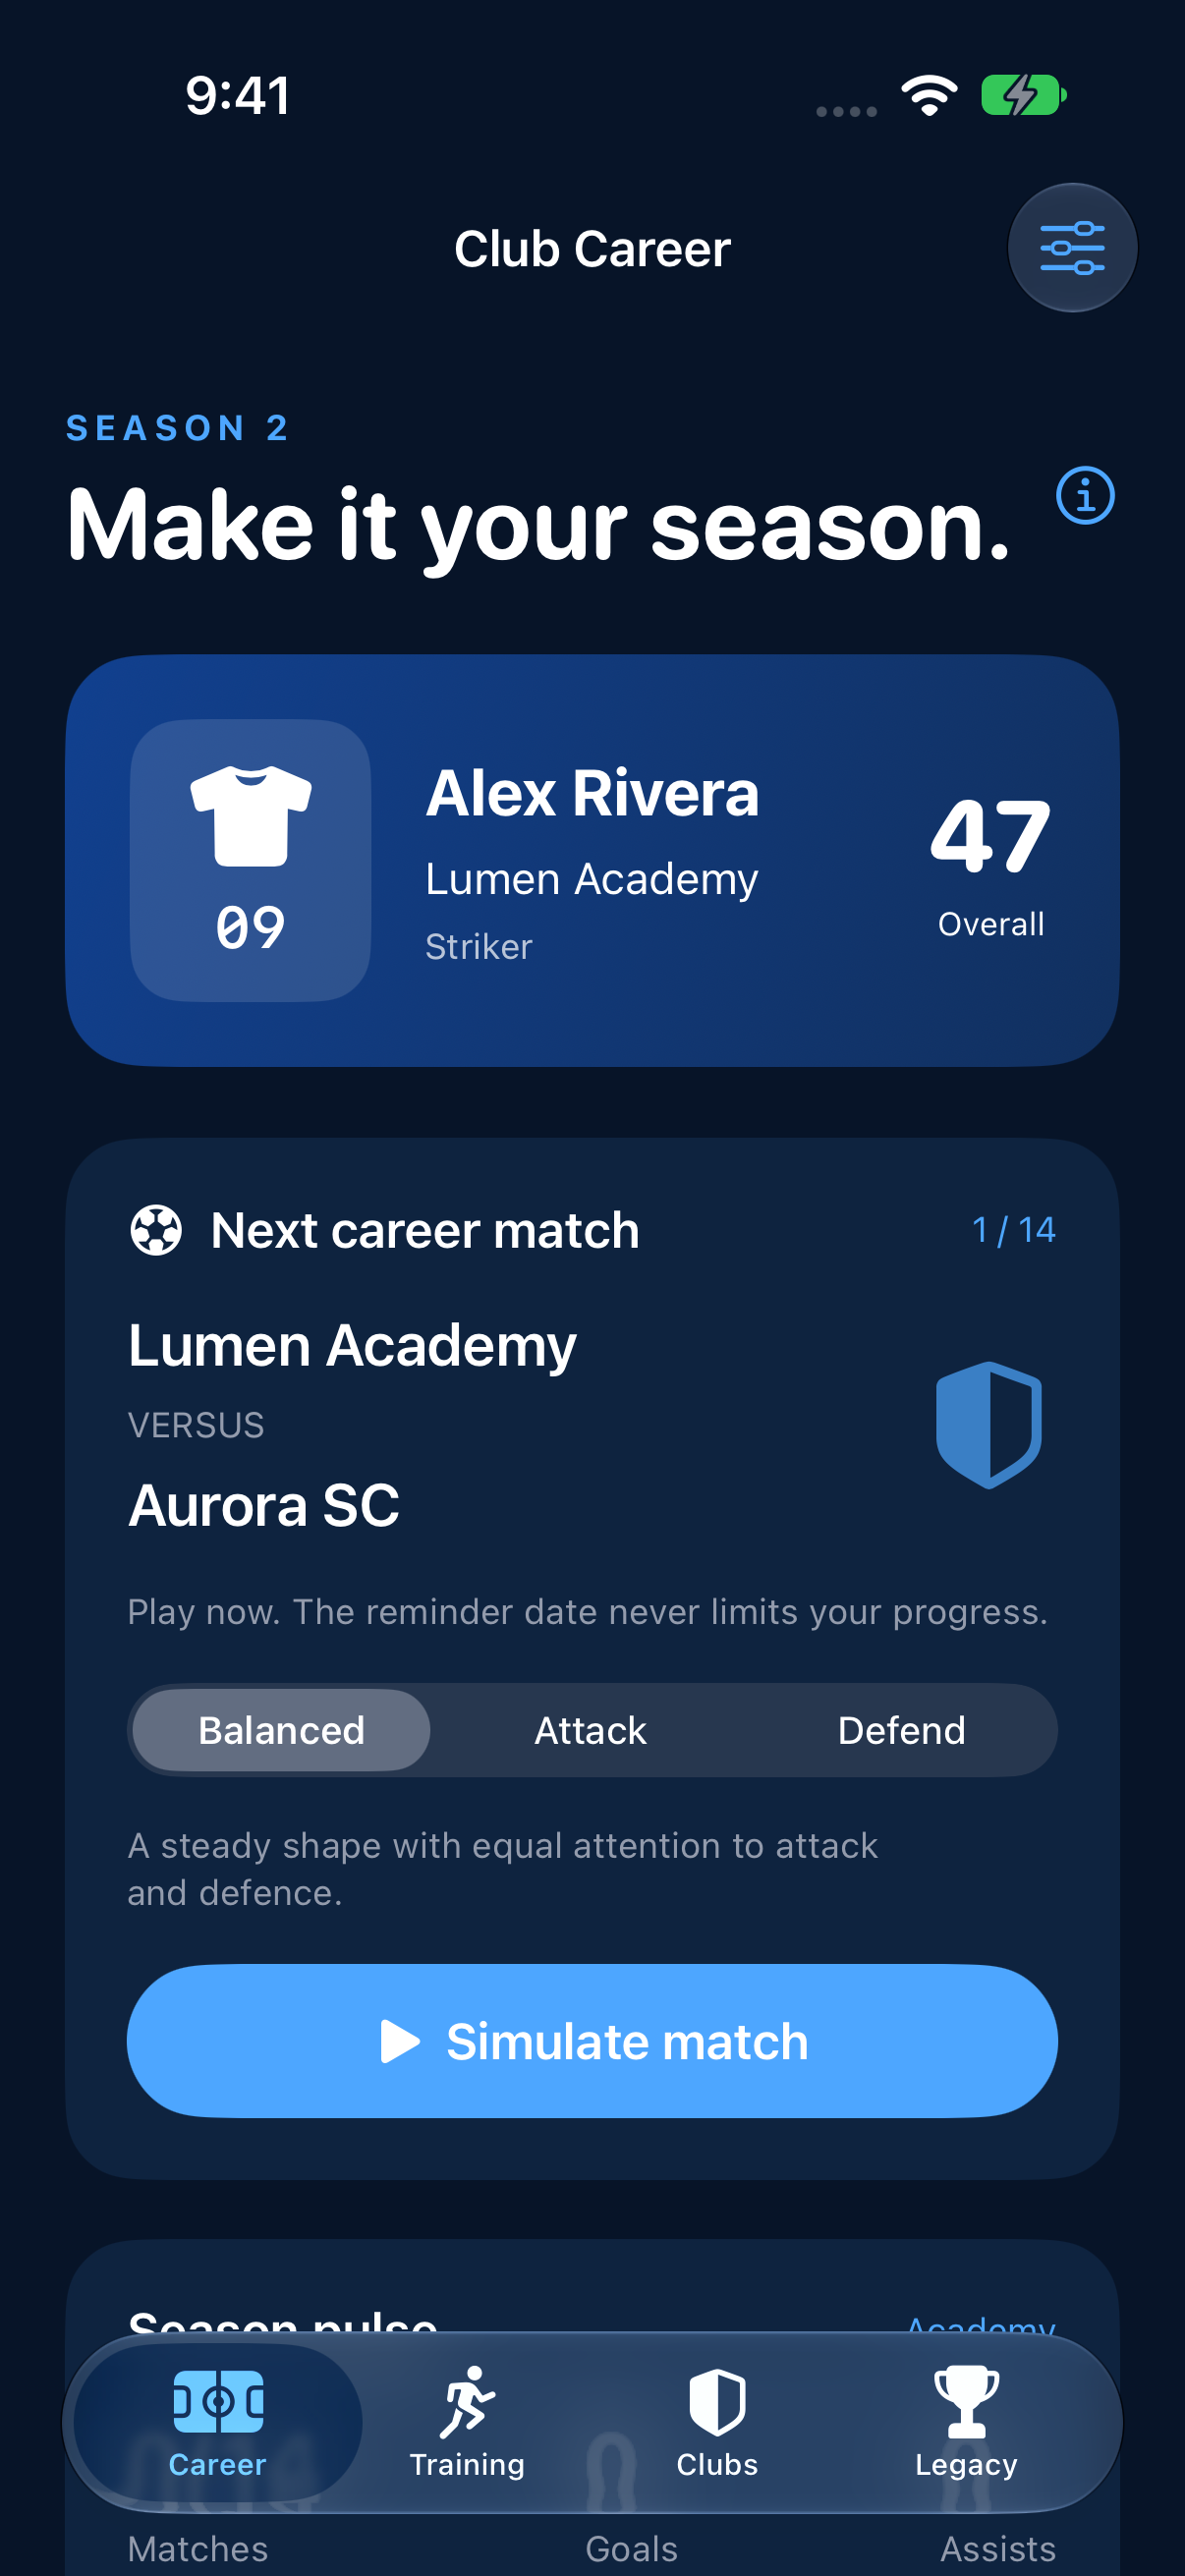 9:41
Club Career
SEASON 2
Make it your season.
09
Alex Rivera
Lumen Academy
Striker
47
Overall
Next career match
1 / 14
Lumen Academy
VERSUS
Aurora SC
Play now. The reminder date never limits your progress.
Balanced
Attack
Defend
A steady shape with equal attention to attack
and defence.
Simulate match
Season pulse
Academy
Career
Training
Clubs
Legacy
Matches
Goals
Assists